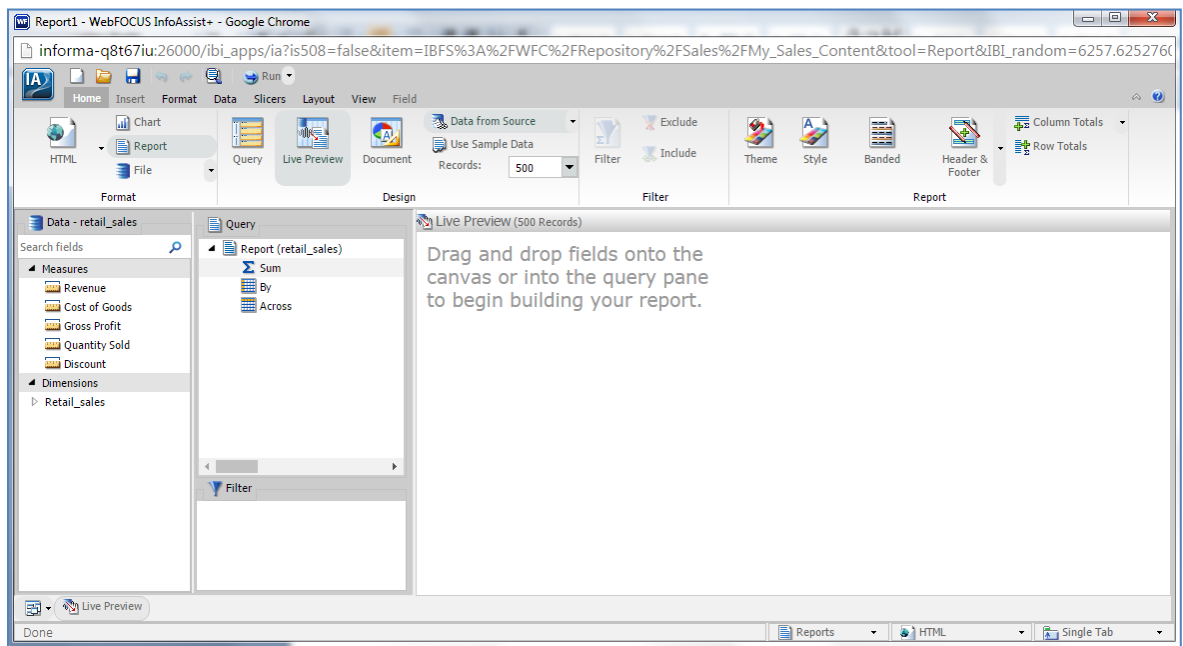 Report1 - WebFOCUS InfoAssist+ - Google Chrome
informa-q8t67iu:26000/ibi_apps/ia?is508=false&item=IBFS%3A%2FWFC%2FRepository%2FSales%2FMy_Sales_Content&tool=Report&IBI_random=6257.6252760
IA
Run
Home Insert Format Data Slicers Layout View Field
HTML
Chart
Report
File
Format
Query
Live Preview
Document
Data from Source
Use Sample Data
Records: 500
Design
Filter
Exclude
Include
Filter
Theme
Style
Banded
Header & Footer
Column Totals
Row Totals
Report
Data - retail_sales
Search fields
Measures
Revenue
Cost of Goods
Gross Profit
Quantity Sold
Discount
Dimensions
Retail_sales
Query
Report (retail_sales)
Sum
By
Across
Filter
Live Preview (500 Records)
Drag and drop fields onto the
canvas or into the query pane
to begin building your report.
Live Preview
Done
Reports HTML Single Tab